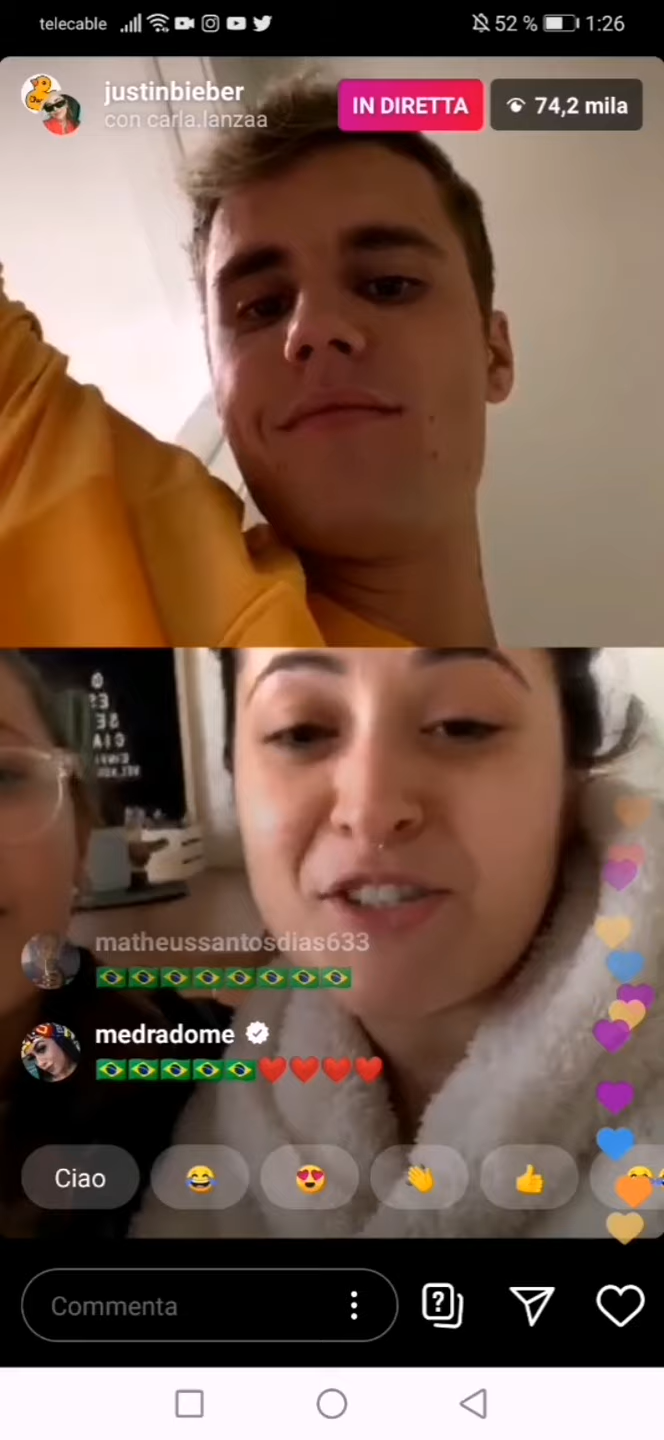 telecable 52 % 1:26
justinbieber IN DIRETTA 74,2 mila
con carla.lanzaa
matheussantosdias633
🇧🇷🇧🇷🇧🇷🇧🇷🇧🇷🇧🇷🇧🇷🇧🇷
medradome
🇧🇷🇧🇷🇧🇷🇧🇷🇧🇷❤️❤️❤️❤️
Ciao 😂 😍 👏 👍
Commenta